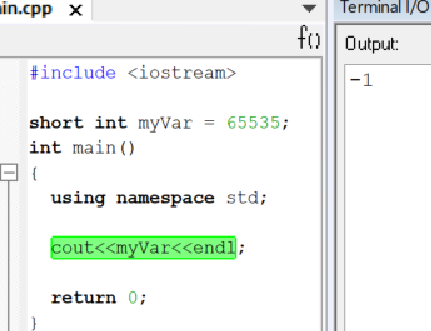 in.cpp x
Terminal I/O
f()
Output:
#include <iostream>
-1
short int myVar = 65535;
int main()
{
using namespace std;
cout<<myVar<<endl;
return 0;
}